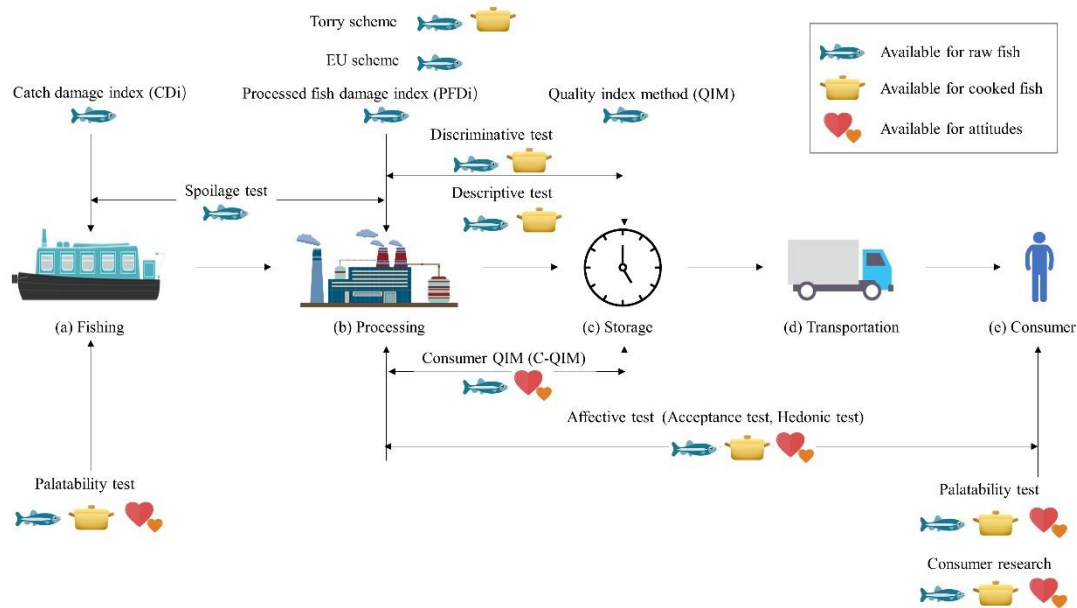 Torry scheme
EU scheme
Catch damage index (CDi)
Processed fish damage index (PFDi)
Quality index method (QIM)
Available for raw fish
Available for cooked fish
Available for attitudes
Discriminative test
Spoilage test
Descriptive test
(a) Fishing
(b) Processing
(c) Storage
(d) Transportation
(e) Consumer
Consumer QIM (C-QIM)
Affective test (Acceptance test, Hedonic test)
Palatability test
Palatability test
Consumer research